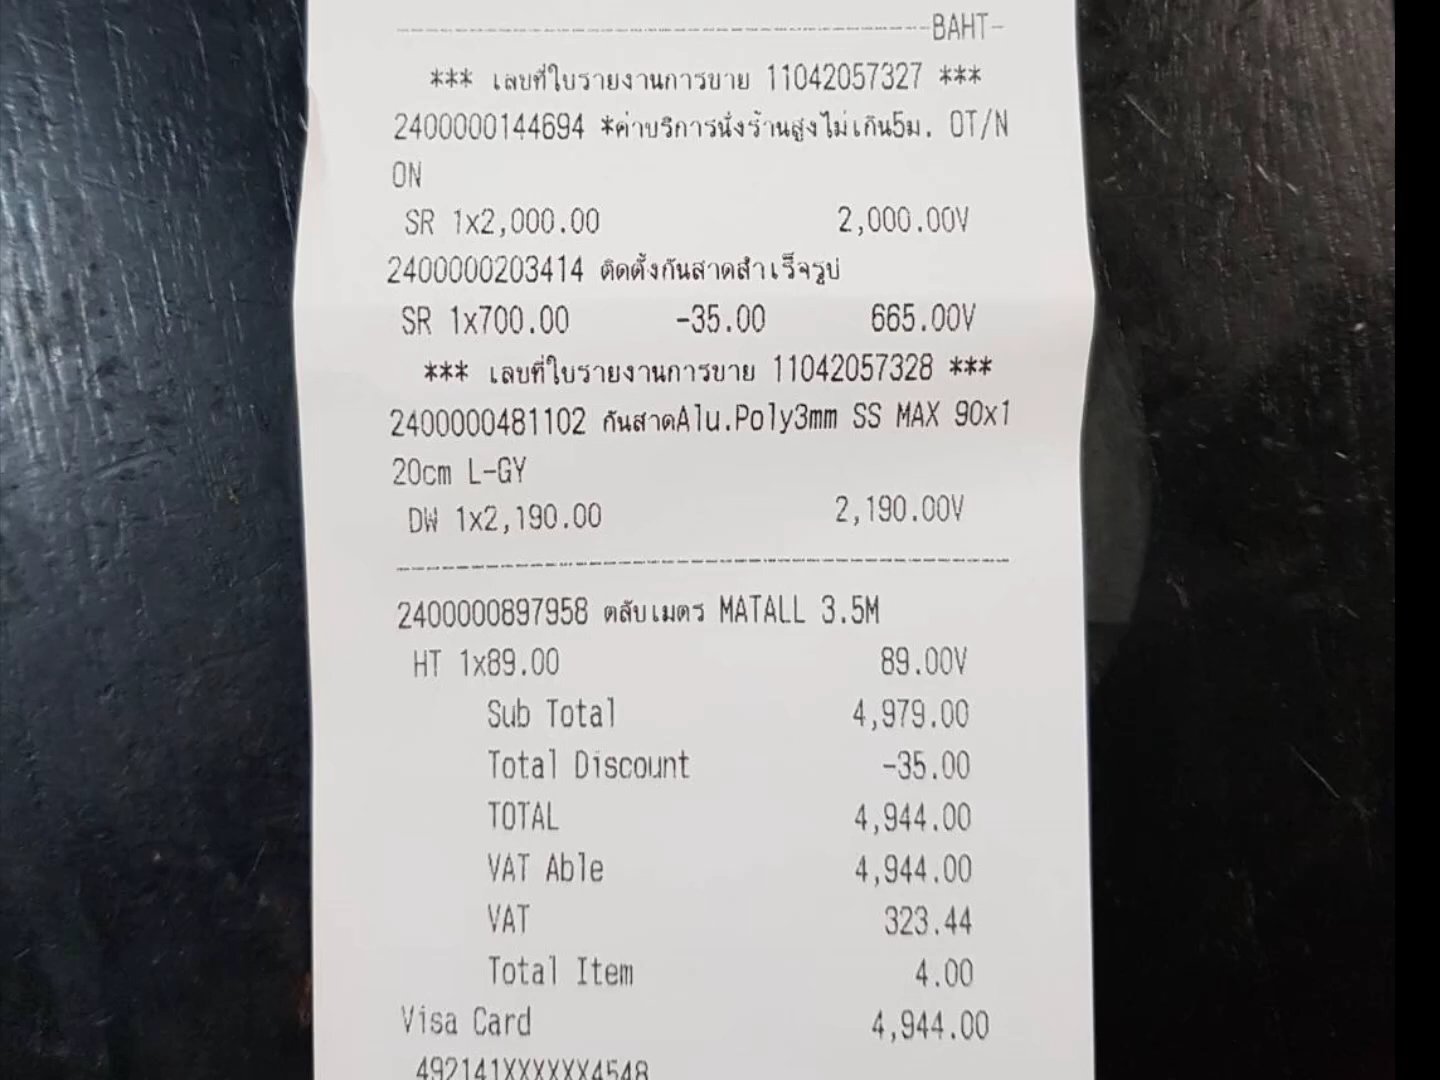 -BAHT-
*** เลขที่ใบรายงานการขาย 11042057327 ***
2400000144694 *ค่าบริการนั่งร้านสูงไม่เกิน5ม. OT/N
ON
SR 1x2,000.00 2,000.00V
2400000203414 ติดตั้งกันสาดสำเร็จรูป
SR 1x700.00 -35.00 665.00V
*** เลขที่ใบรายงานการขาย 11042057328 ***
2400000481102 กันสาดAlu.Poly3mm SS MAX 90x1
20cm L-GY
DW 1x2,190.00 2,190.00V
2400000897958 ตลับเมตร MATALL 3.5M
HT 1x89.00 89.00V
Sub Total 4,979.00
Total Discount -35.00
TOTAL 4,944.00
VAT Able 4,944.00
VAT 323.44
Total Item 4.00
Visa Card 4,944.00
492141XXXXXX4548